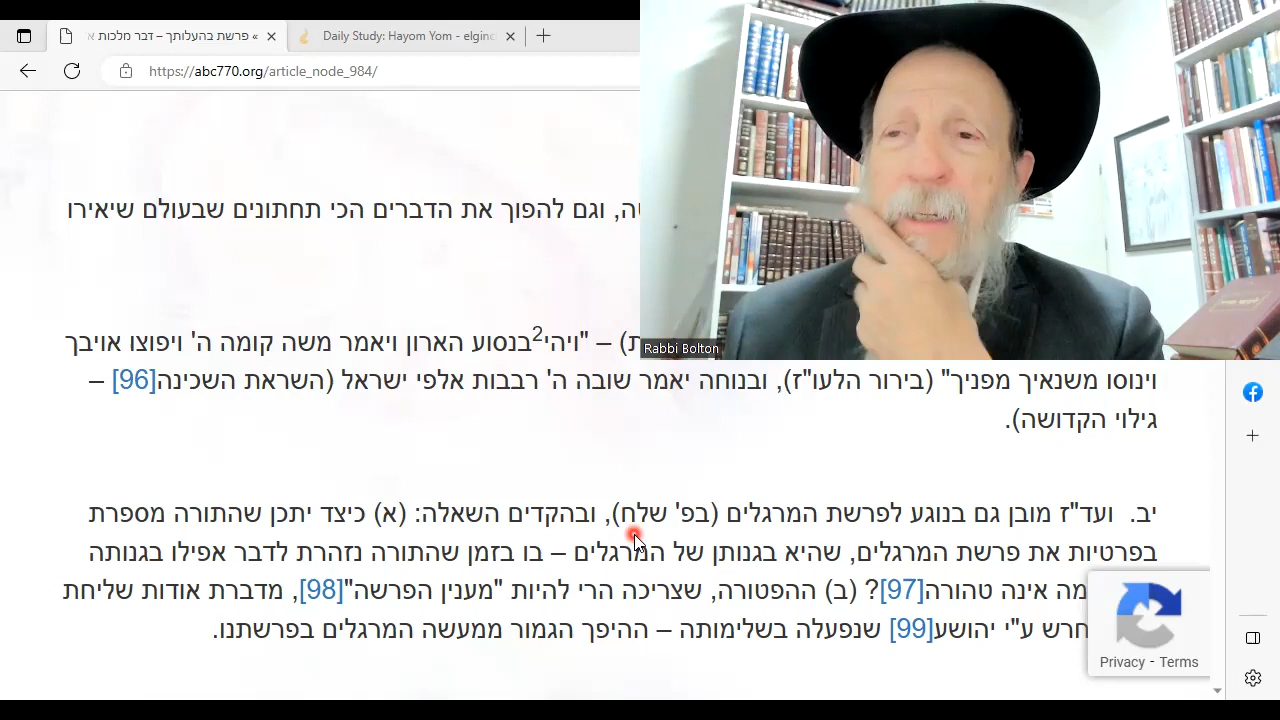 « פרשת בהעלותך – דבר מלכות א
Daily Study: Hayom Yom - elginc
https://abc770.org/article_node_984/
וגם להפוך את הדברים הכי תחתונים שבעולם שיאירו
– "ויהי2בנסוע הארון ויאמר משה קומה ה' ויפוצו אויבך
וינוסו משנאיך מפניך" (בירור הלעו"ז), ובנוחה יאמר שובה ה' רבבות אלפי ישראל (השראת השכינה[96] –
גילוי הקדושה).
יב. ועד"ז מובן גם בנוגע לפרשת המרגלים (בפ' שלח), ובהקדים השאלה: (א) כיצד יתכן שהתורה מספרת
בפרטיות את פרשת המרגלים, שהיא בגנותן של המרגלים – בו בזמן שהתורה נזהרת לדבר אפילו בגנותה
מה אינה טהורה[97]? (ב) ההפטורה, שצריכה הרי להיות "מענין הפרשה"[98], מדברת אודות שליחת
חרש ע"י יהושע[99] שנפעלה בשלימותה – ההיפך הגמור ממעשה המרגלים בפרשתנו.
Rabbi Bolton
Privacy - Terms